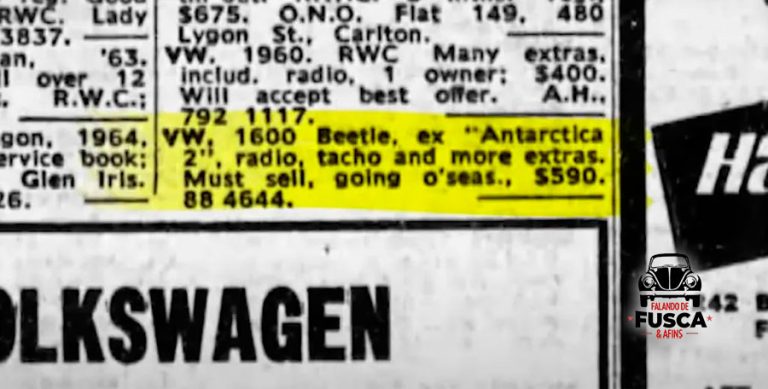 RWC. Lady
3837.
'63.
over 12
R.W.C.;
1964.
service book;
Glen Iris.
26.
$675. O.N.O. Flat 149, 480
Lygon St., Carlton.
VW. 1960. RWC Many extras,
includ. radio, 1 owner; $400.
Will accept best offer. A.H.,
792 1117.
VW, 1600 Beetle, ex "Antarctica
2", radio, tacho and more extras.
Must sell, going o'seas., $590.
88 4644.
OLKSWAGEN
Ha
42 B
F
FALANDO DE
FUSCA
& AFINS